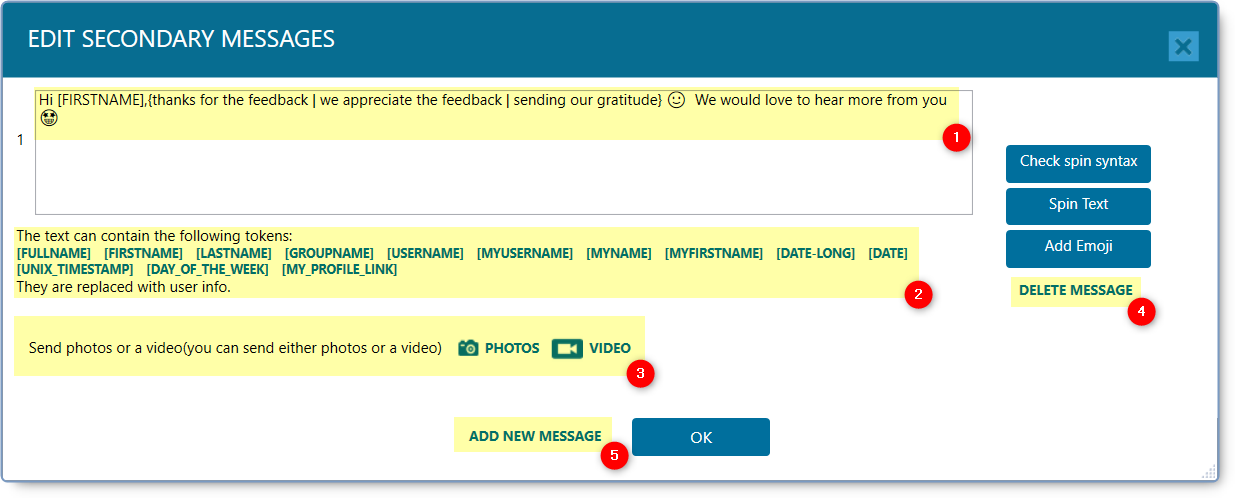 EDIT SECONDARY MESSAGES
Hi [FIRSTNAME],{thanks for the feedback | we appreciate the feedback | sending our gratitude} 🙂 We would love to hear more from you
🤩
1
1
Check spin syntax
Spin Text
Add Emoji
The text can contain the following tokens:
[FULLNAME] [FIRSTNAME] [LASTNAME] [GROUPNAME] [USERNAME] [MYUSERNAME] [MYNAME] [MYFIRSTNAME] [DATE-LONG] [DATE]
[UNIX_TIMESTAMP] [DAY_OF_THE_WEEK] [MY_PROFILE_LINK]
They are replaced with user info.
2
DELETE MESSAGE
4
Send photos or a video(you can send either photos or a video) PHOTOS VIDEO
3
ADD NEW MESSAGE OK
5